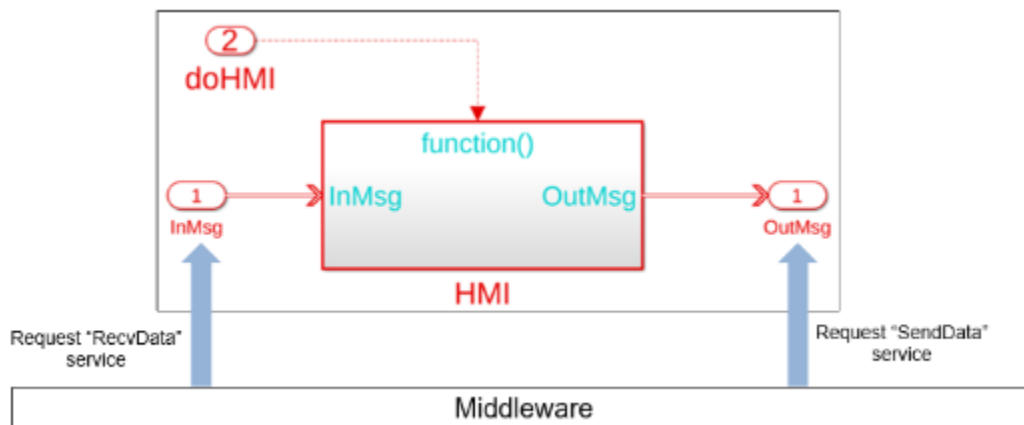 2
doHMI
function()
1
InMsg
OutMsg
1
InMsg
OutMsg
HMI
Request "RecvData"
service
Request "SendData"
service
Middleware